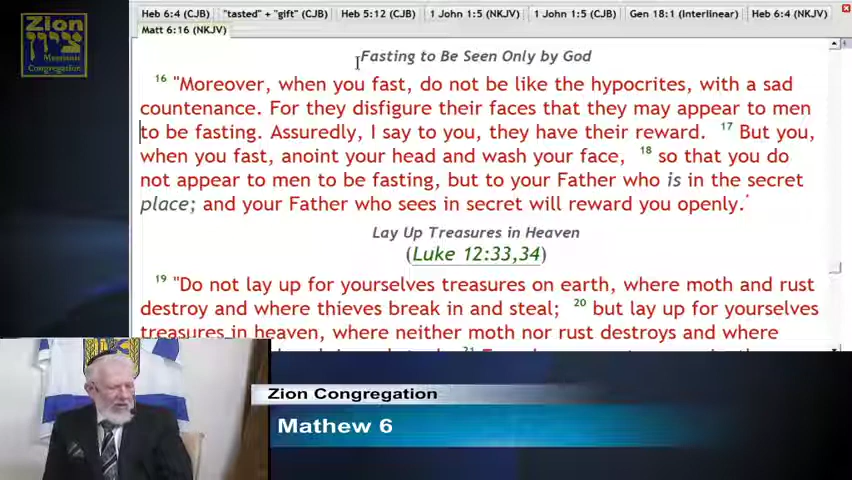 Zion
ציון
Messianic
Congregation
Heb 6:4 (CJB) "tasted" + "gift" (CJB) Heb 5:12 (CJB) 1 John 1:5 (NKJV) 1 John 1:5 (CJB) Gen 18:1 (Interlinear) Heb 6:4 (NKJV)
Matt 6:16 (NKJV)
Fasting to Be Seen Only by God
16 "Moreover, when you fast, do not be like the hypocrites, with a sad
countenance. For they disfigure their faces that they may appear to men
to be fasting. Assuredly, I say to you, they have their reward. 17 But you,
when you fast, anoint your head and wash your face, 18 so that you do
not appear to men to be fasting, but to your Father who is in the secret
place; and your Father who sees in secret will reward you openly.
Lay Up Treasures in Heaven
(Luke 12:33,34)
19 "Do not lay up for yourselves treasures on earth, where moth and rust
destroy and where thieves break in and steal; 20 but lay up for yourselves
treasures in heaven, where neither moth nor rust destroys and where
21
Zion Congregation
Mathew 6